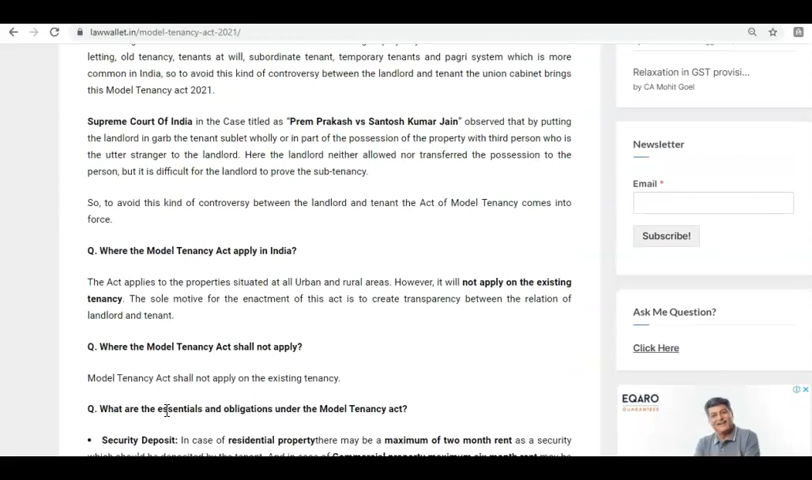 lawwallet.in/model-tenancy-act-2021/
letting, old tenancy, tenants at will, subordinate tenant, temporary tenants and pagri system which is more
common in India, so to avoid this kind of controversy between the landlord and tenant the union cabinet brings
this Model Tenancy act 2021.
Supreme Court Of India in the Case titled as “Prem Prakash vs Santosh Kumar Jain” observed that by putting
the landlord in garb the tenant sublet wholly or in part of the possession of the property with third person who is
the utter stranger to the landlord. Here the landlord neither allowed nor transferred the possession to the
person, but it is difficult for the landlord to prove the sub-tenancy.
So, to avoid this kind of controversy between the landlord and tenant the Act of Model Tenancy comes into
force.
Q. Where the Model Tenancy Act apply in India?
The Act applies to the properties situated at all Urban and rural areas. However, it will not apply on the existing
tenancy. The sole motive for the enactment of this act is to create transparency between the relation of
landlord and tenant.
Q. Where the Model Tenancy Act shall not apply?
Model Tenancy Act shall not apply on the existing tenancy.
Q. What are the essentials and obligations under the Model Tenancy act?
• Security Deposit: In case of residential propertythere may be a maximum of two month rent as a security
Relaxation in GST provisi...
by CA Mohit Goel
Newsletter
Email *
Subscribe!
Ask Me Question?
Click Here
EQARO
GUARANTEES